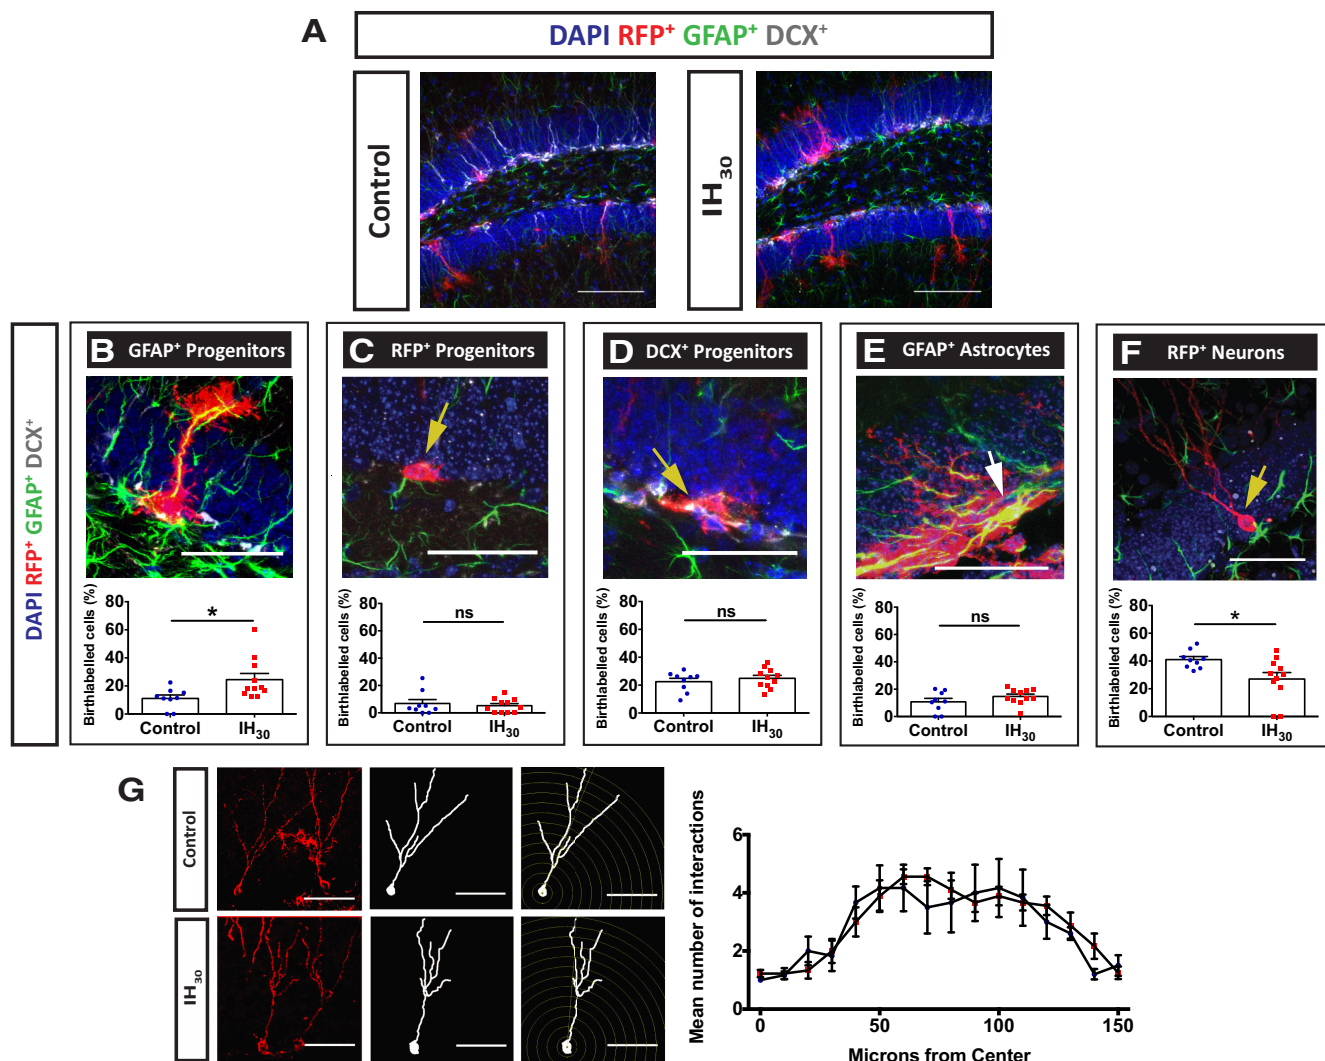 A
DAPI RFP⁺ GFAP⁺ DCX⁺
Control
IH₃₀
DAPI RFP⁺ GFAP⁺ DCX⁺
B GFAP⁺ Progenitors
Birthlabelled cells (%)
80
60
40
20
0
*
Control IH₃₀
C RFP⁺ Progenitors
Birthlabelled cells (%)
80
60
40
20
0
ns
Control IH₃₀
D DCX⁺ Progenitors
Birthlabelled cells (%)
80
60
40
20
0
ns
Control IH₃₀
E GFAP⁺ Astrocytes
Birthlabelled cells (%)
80
60
40
20
0
ns
Control IH₃₀
F RFP⁺ Neurons
Birthlabelled cells (%)
80
60
40
20
0
*
Control IH₃₀
G
Control
IH₃₀
Mean number of interactions
6
4
2
0
0 50 100 150
Microns from Center